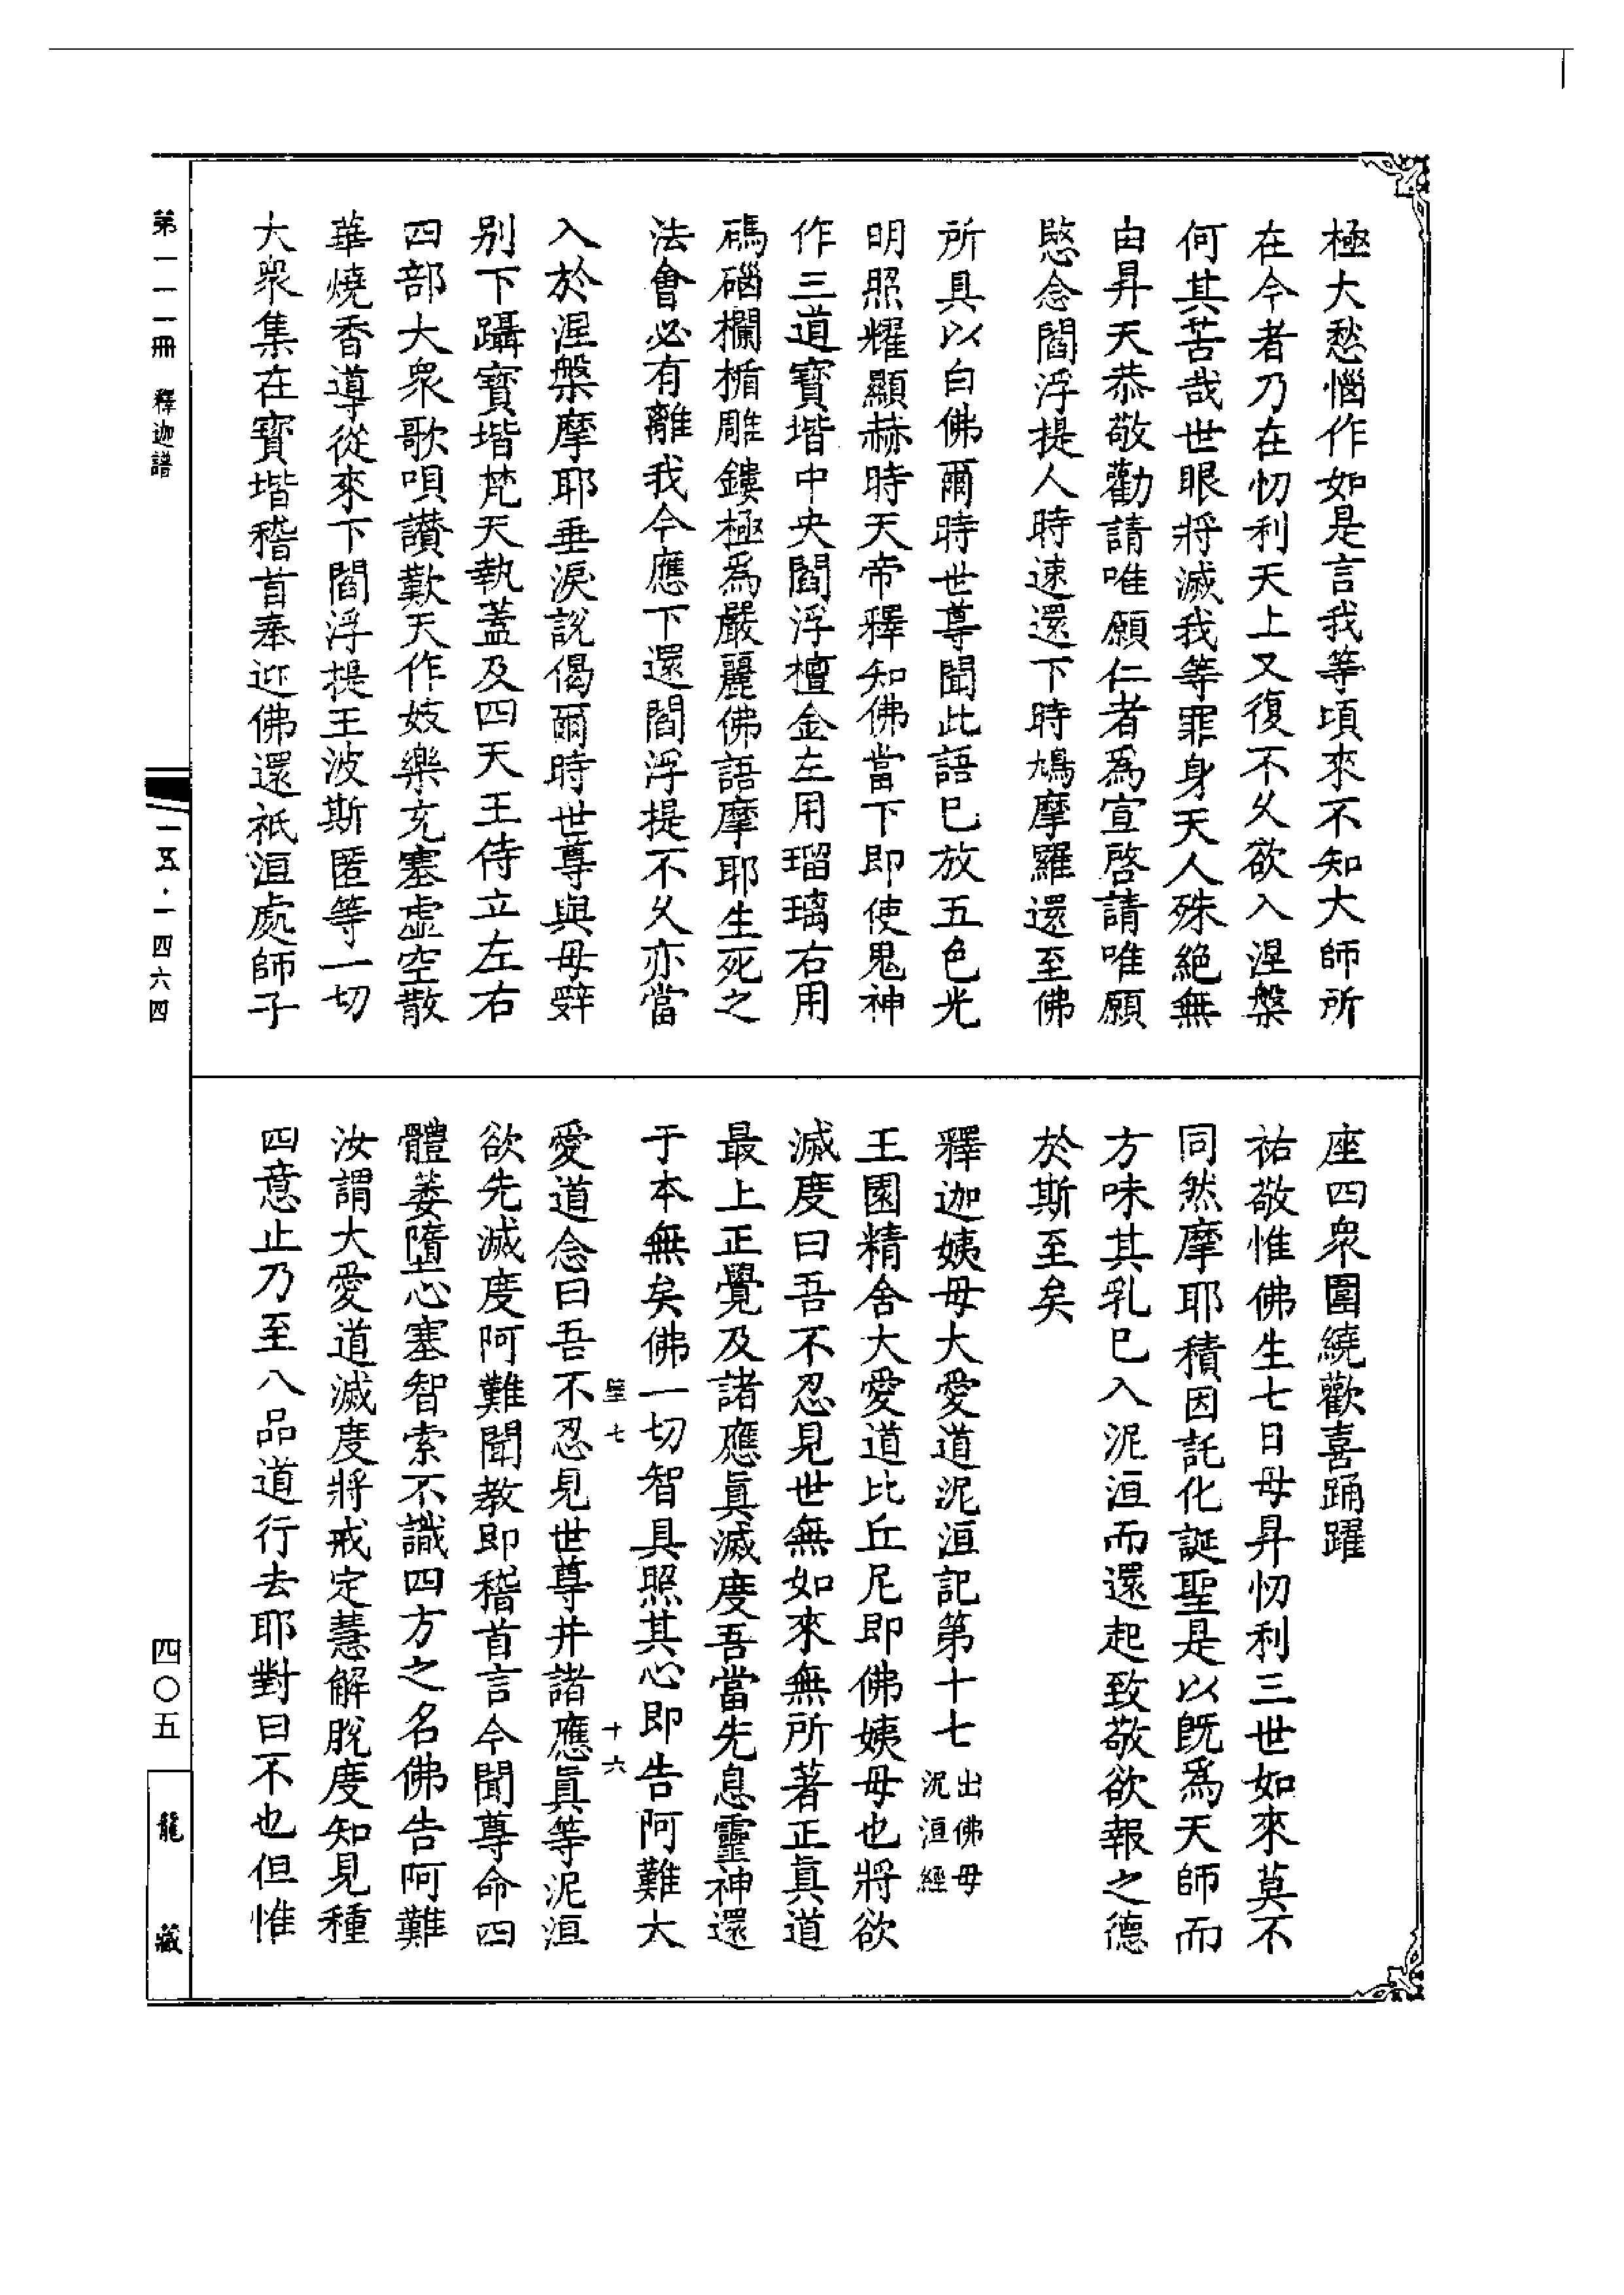 極大愁惱作如是言我等頃來不知大師所
在今者乃在忉利天上又復不久欲入涅槃
何其苦哉世眼將滅我等罪身天人殊絕無
由昇天恭敬勸請唯願仁者爲宣啓請唯願
愍念閻浮提人時速還下時鳩摩羅還至佛
所具以白佛爾時世尊聞此語已放五色光
明照耀顯赫時天帝釋知佛當下即使鬼神
作三道寶堦中央閻浮檀金左用瑠璃右用
碼碯欄楯雕鏤極爲嚴麗佛語摩耶生死之
法會必有離我今應下還閻浮提不久亦當
入於涅槃摩耶垂淚說偈爾時世尊與母辤
別下躡寶堦梵天執蓋及四天王侍立左右
四部大衆歌唄讚歎天作妓樂充塞虛空散
華燒香導從來下閻浮提王波斯匿等一切
大衆集在寶堦稽首奉迎佛還祇洹處師子
座四衆圍繞歡喜踊躍
祐敬惟佛生七日母昇忉利三世如來莫不
同然摩耶積因託化誕聖是以旣爲天師而
方味其乳已入泥洹而還起致敬欲報之德
於斯至矣
釋迦姨母大愛道泥洹記第十七 出佛母泥洹經
王園精舍大愛道比丘尼即佛姨母也將欲
滅度曰吾不忍見世無如來無所著正眞道
最上正覺及諸應眞滅度吾當先息靈神還
于本無矣佛一切智具照其心即告阿難大
壁七 十六
愛道念曰吾不忍見世尊并諸應眞等泥洹
欲先滅度阿難聞教即稽首言今聞尊命四
體萎墮心塞智索不識四方之名佛告阿難
汝謂大愛道滅度將戒定慧解脫度知見種
四意止乃至八品道行去耶對曰不也但惟
第一一一冊 釋迦譜
一五·一四六四
四〇五
龍藏